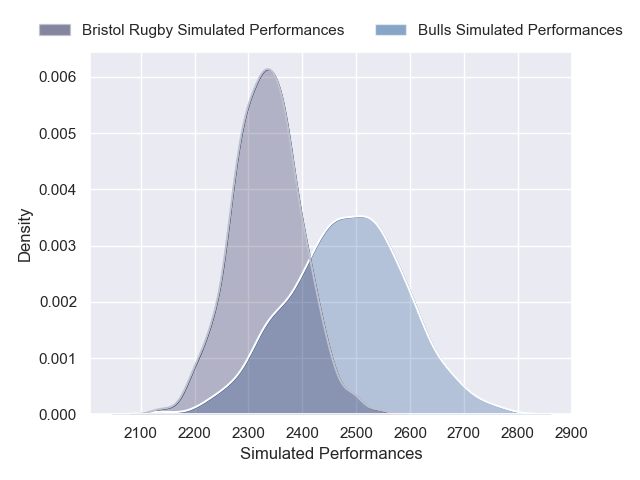 Bristol Rugby Simulated Performances Bulls Simulated Performances
0.006
0.005
0.004
0.003
0.002
0.001
0.000
Density
2100 2200 2300 2400 2500 2600 2700 2800 2900
Simulated Performances